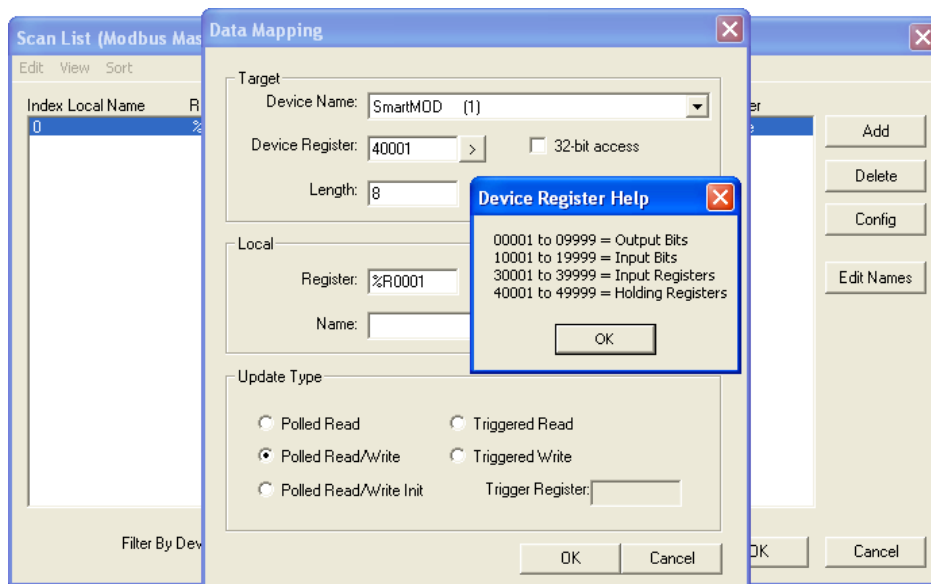 Scan List (Modbus Mas
Edit View Sort
Index Local Name R er
0 %
Add
Delete
Config
Edit Names
Filter By Dev
OK
Cancel
Data Mapping
Target
Device Name: SmartMOD (1)
Device Register: 40001 > 32-bit access
Length: 8
Local
Register: %R0001
Name:
Update Type
Polled Read Triggered Read
Polled Read/Write Triggered Write
Polled Read/Write Init Trigger Register:
OK Cancel
Device Register Help
00001 to 09999 = Output Bits
10001 to 19999 = Input Bits
30001 to 39999 = Input Registers
40001 to 49999 = Holding Registers
OK